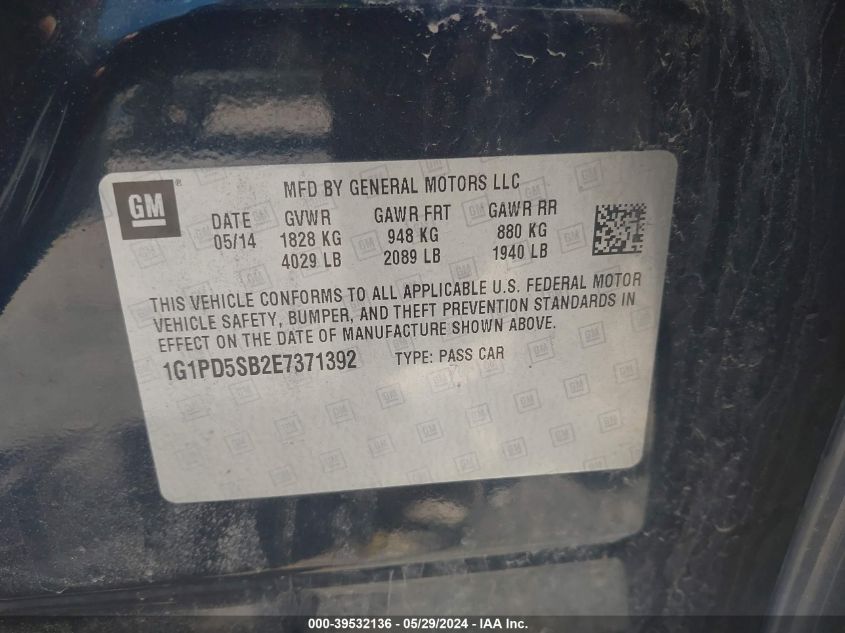 GM ®
MFD BY GENERAL MOTORS LLC
DATE GVWR GAWR FRT GAWR RR
05/14 1828 KG 948 KG 880 KG
4029 LB 2089 LB 1940 LB
THIS VEHICLE CONFORMS TO ALL APPLICABLE U.S. FEDERAL MOTOR
VEHICLE SAFETY, BUMPER, AND THEFT PREVENTION STANDARDS IN
EFFECT ON THE DATE OF MANUFACTURE SHOWN ABOVE.
1G1PD5SB2E7371392 TYPE: PASS CAR
000-39532136 - 05/29/2024 - IAA Inc.